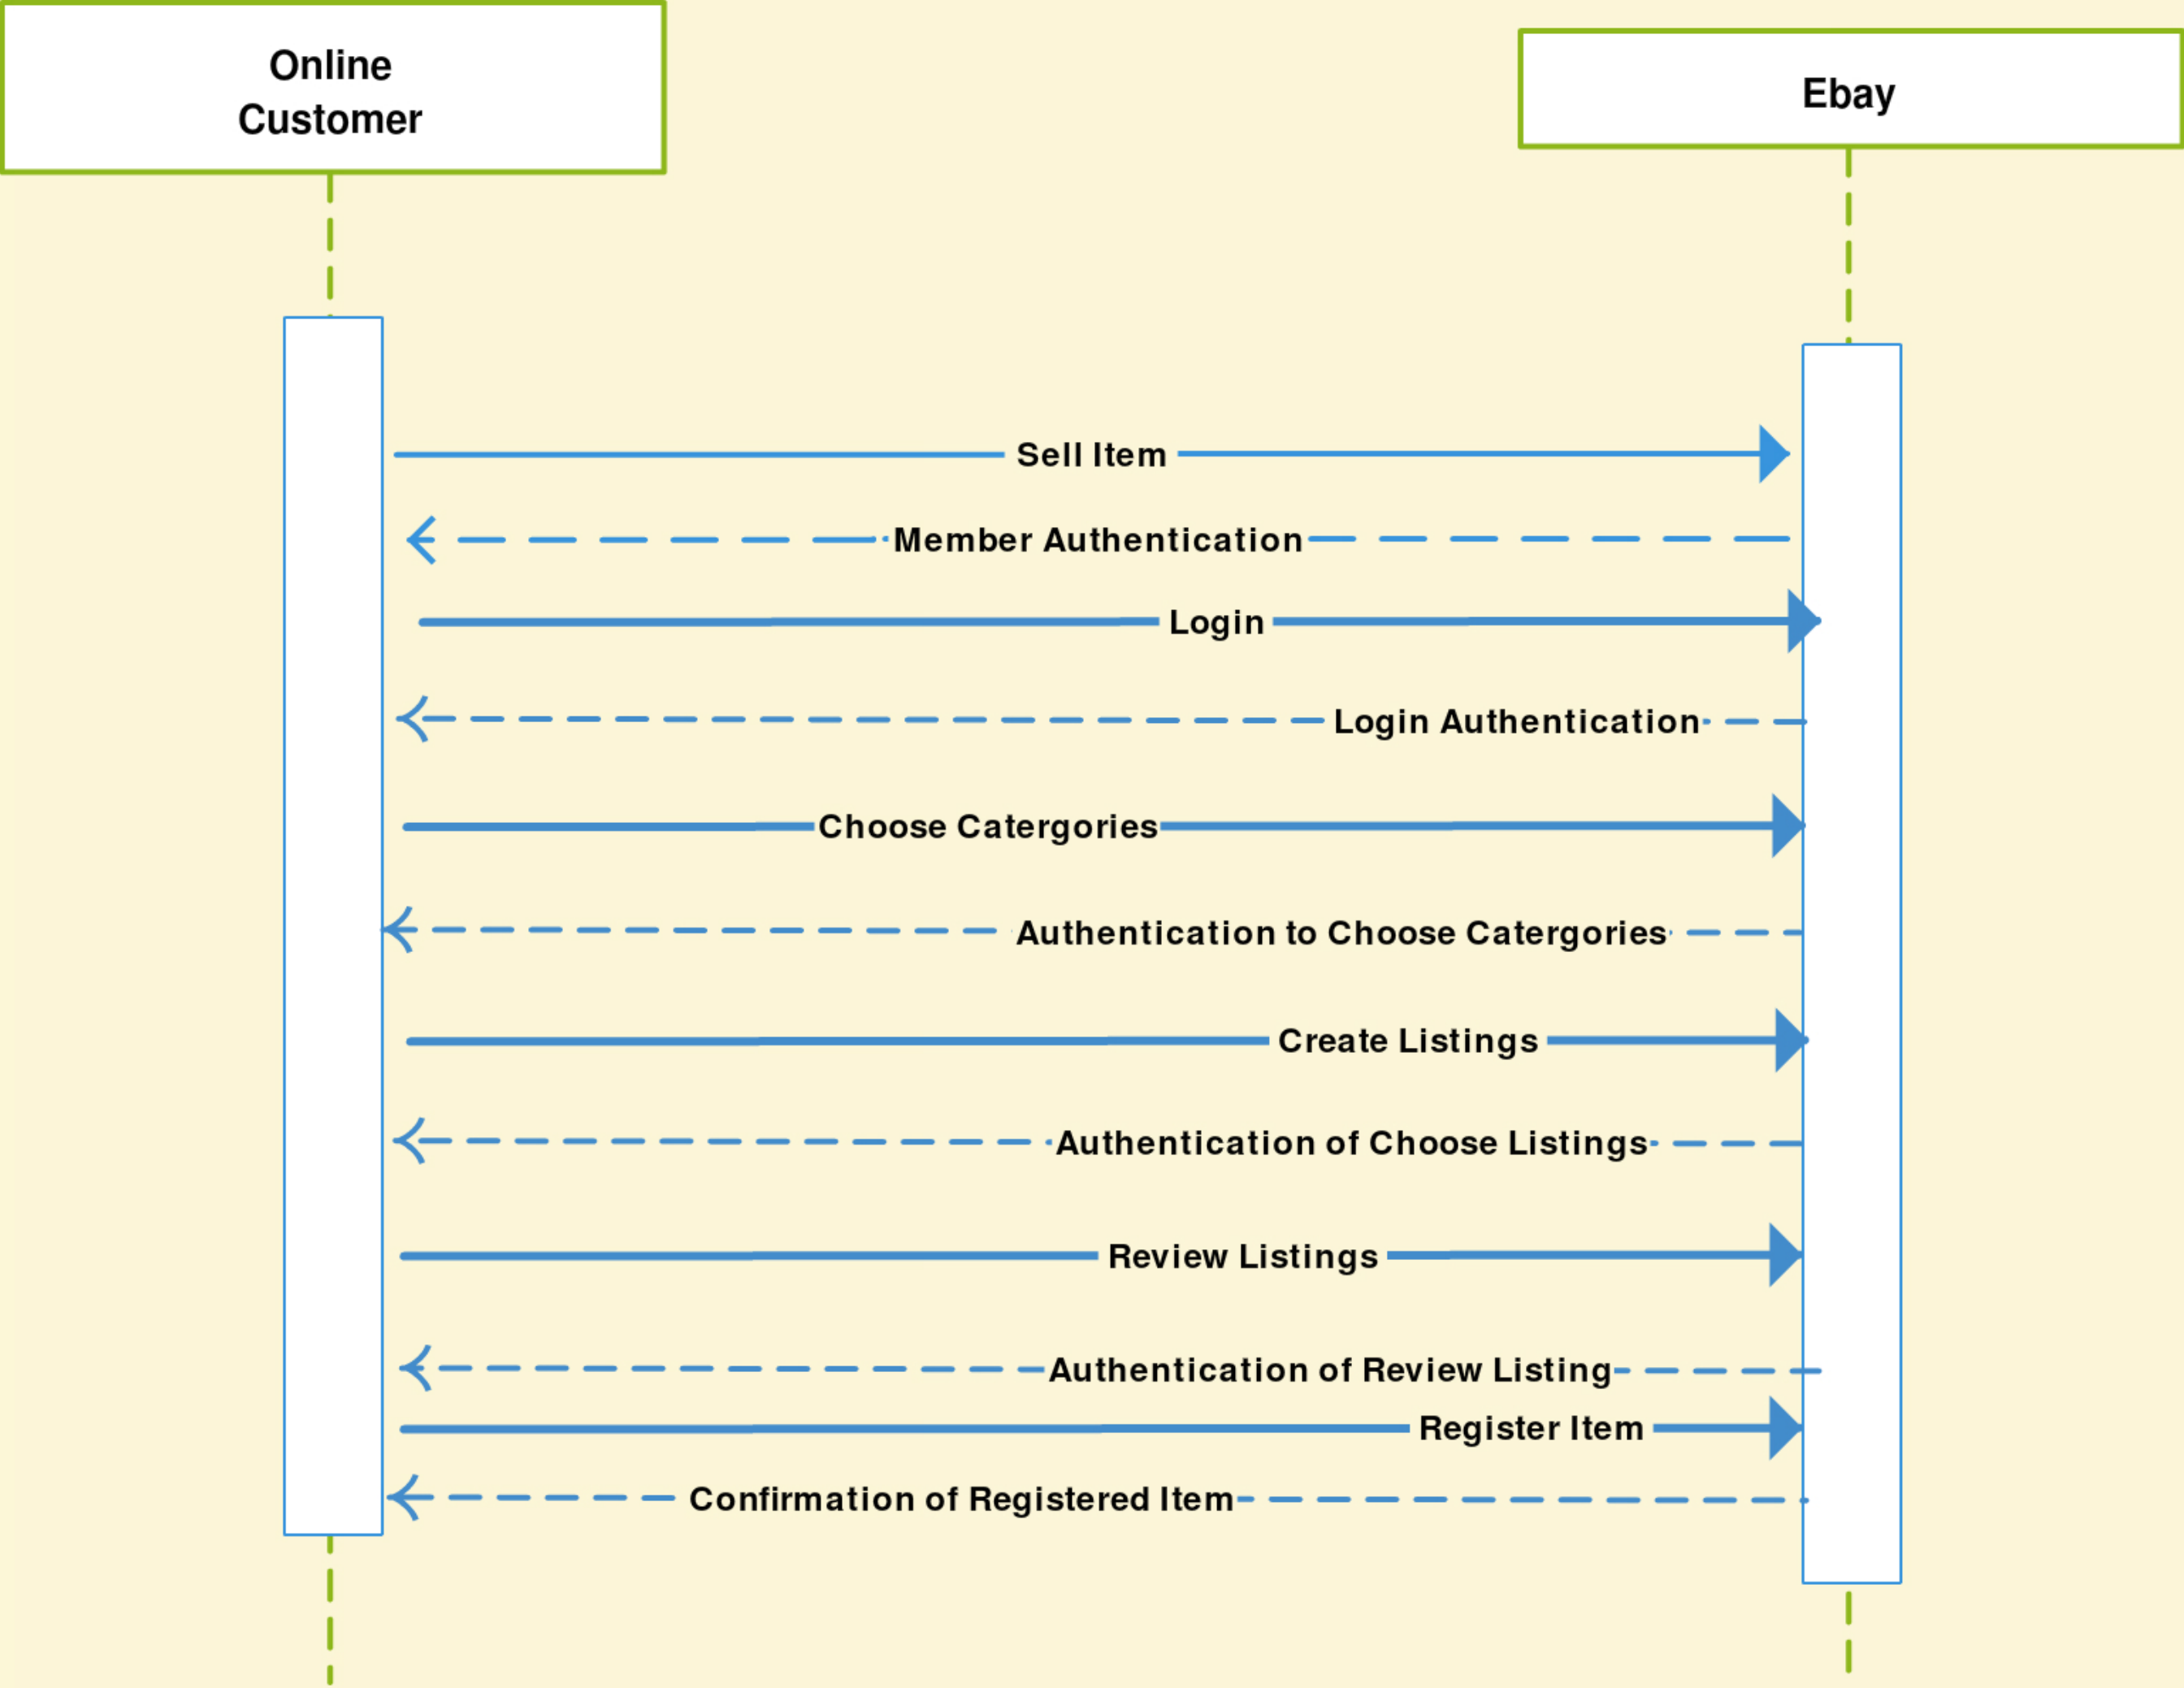 Online
Customer
Ebay
Sell Item
Member Authentication
Login
Login Authentication
Choose Catergories
Authentication to Choose Catergories
Create Listings
Authentication of Choose Listings
Review Listings
Authentication of Review Listing
Register Item
Confirmation of Registered Item